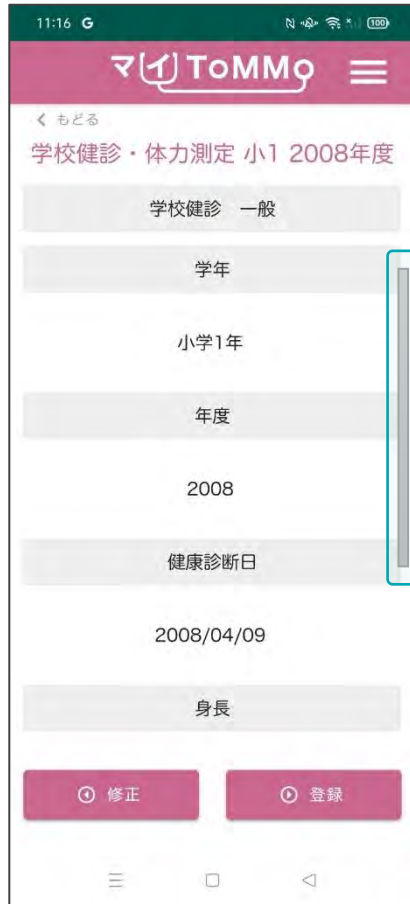 11:16 G
100
マイToMMo
もどる
学校健診・体力測定 小1 2008年度
学校健診 一般
学年
小学1年
年度
2008
健康診断日
2008/04/09
身長
修正
登録